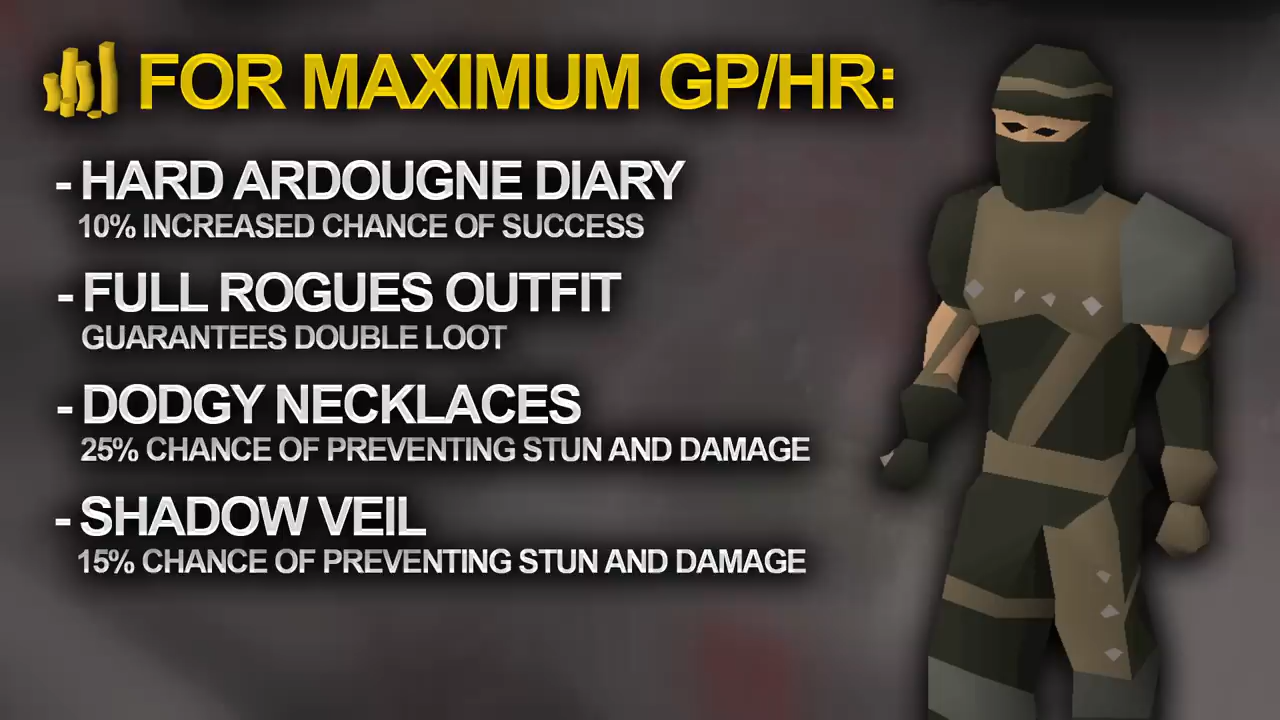 FOR MAXIMUM GP/HR:
- HARD ARDOUGNE DIARY
10% INCREASED CHANCE OF SUCCESS
- FULL ROGUES OUTFIT
GUARANTEES DOUBLE LOOT
- DODGY NECKLACES
25% CHANCE OF PREVENTING STUN AND DAMAGE
- SHADOW VEIL
15% CHANCE OF PREVENTING STUN AND DAMAGE